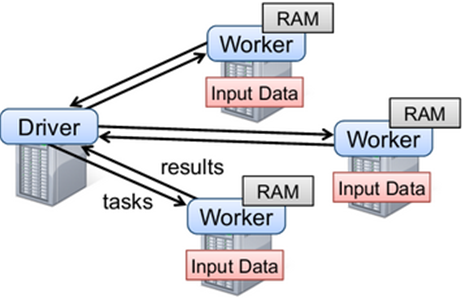 RAM
Worker
Input Data
RAM
Driver
Worker
results
Input Data
RAM
tasks
Worker
Input Data